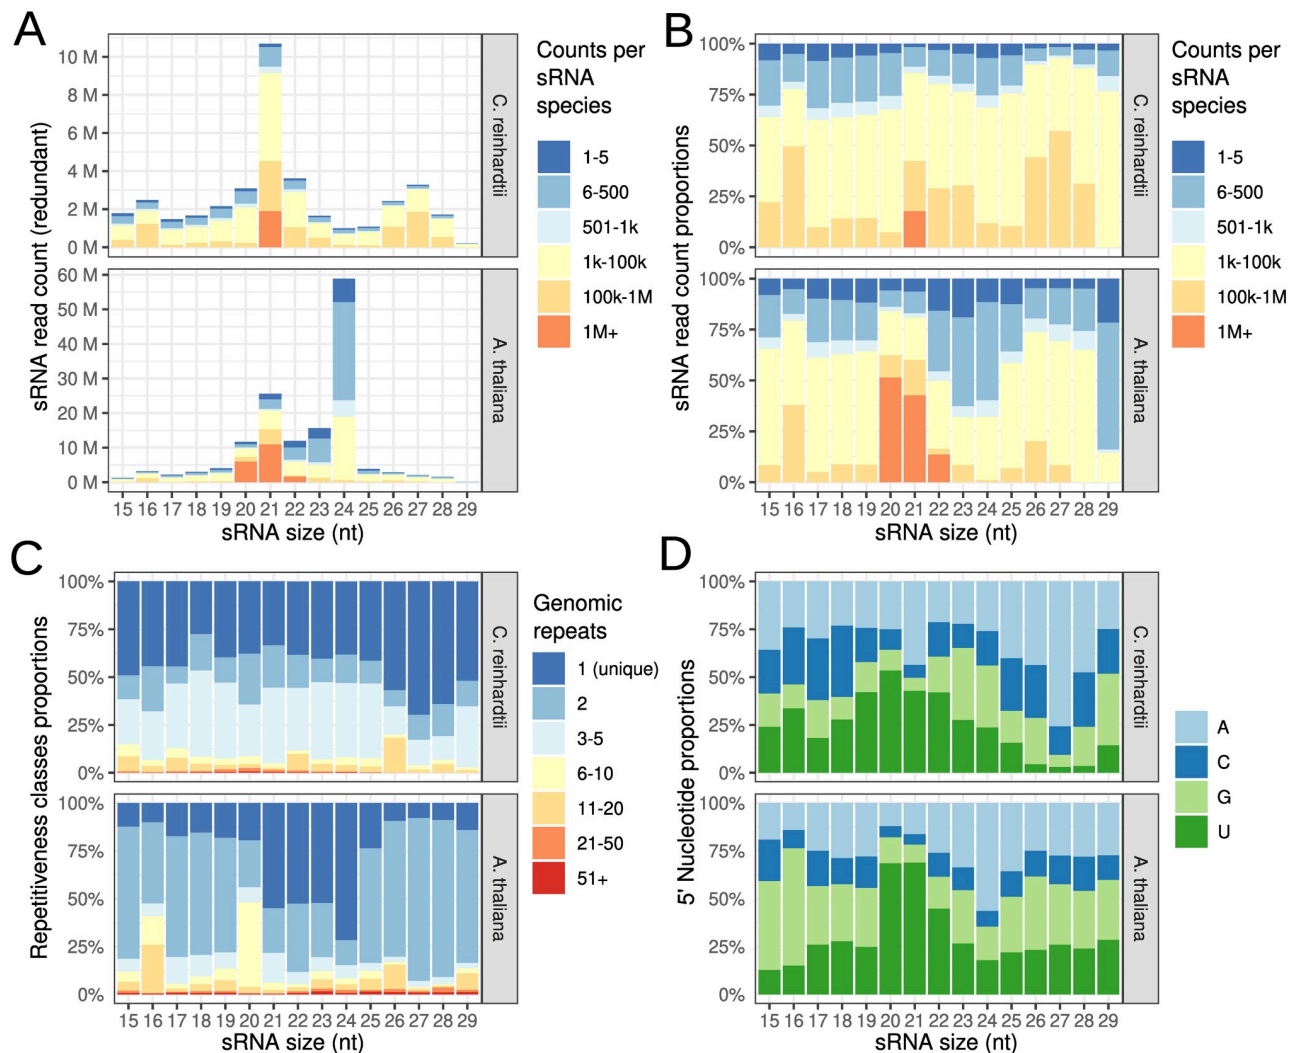 A
sRNA read count (redundant)
10 M
8 M
6 M
4 M
2 M
0 M
C. reinhardtii
60 M
50 M
40 M
30 M
20 M
10 M
0 M
A. thaliana
15 16 17 18 19 20 21 22 23 24 25 26 27 28 29
sRNA size (nt)
Counts per
sRNA
species
1-5
6-500
501-1k
1k-100k
100k-1M
1M+
B
sRNA read count proportions
100%
75%
50%
25%
0%
C. reinhardtii
100%
75%
50%
25%
0%
A. thaliana
15 16 17 18 19 20 21 22 23 24 25 26 27 28 29
sRNA size (nt)
Counts per
sRNA
species
1-5
6-500
501-1k
1k-100k
100k-1M
1M+
C
Repetitiveness classes proportions
100%
75%
50%
25%
0%
C. reinhardtii
100%
75%
50%
25%
0%
A. thaliana
15 16 17 18 19 20 21 22 23 24 25 26 27 28 29
sRNA size (nt)
Genomic
repeats
1 (unique)
2
3-5
6-10
11-20
21-50
51+
D
5' Nucleotide proportions
100%
75%
50%
25%
0%
C. reinhardtii
100%
75%
50%
25%
0%
A. thaliana
15 16 17 18 19 20 21 22 23 24 25 26 27 28 29
sRNA size (nt)
A
C
G
U